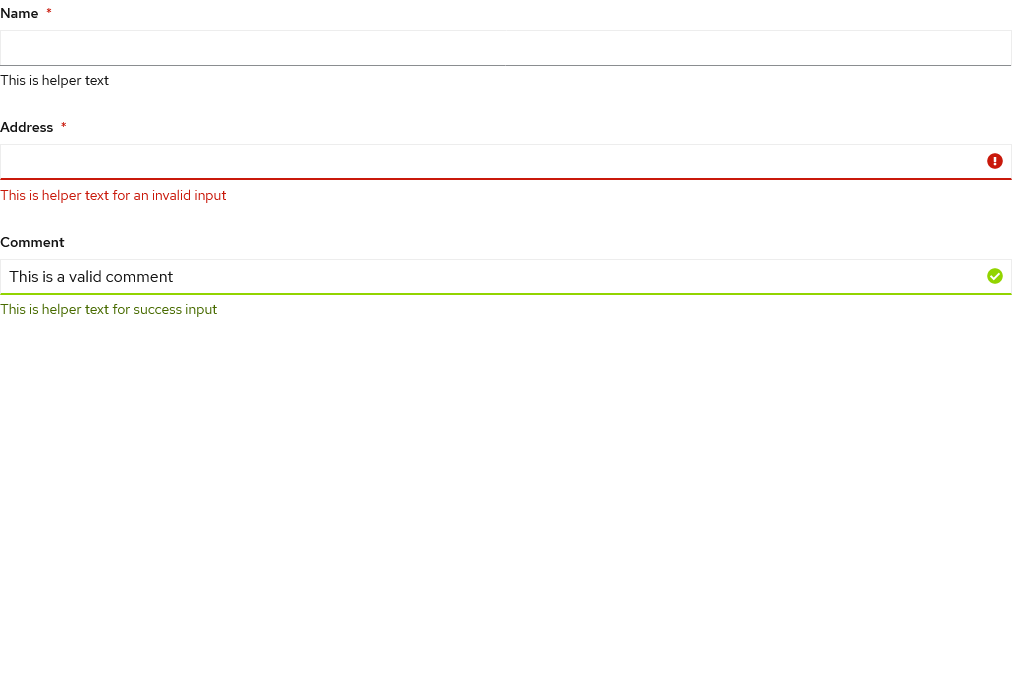 Name *
This is helper text
Address *
This is helper text for an invalid input
Comment
This is a valid comment
This is helper text for success input